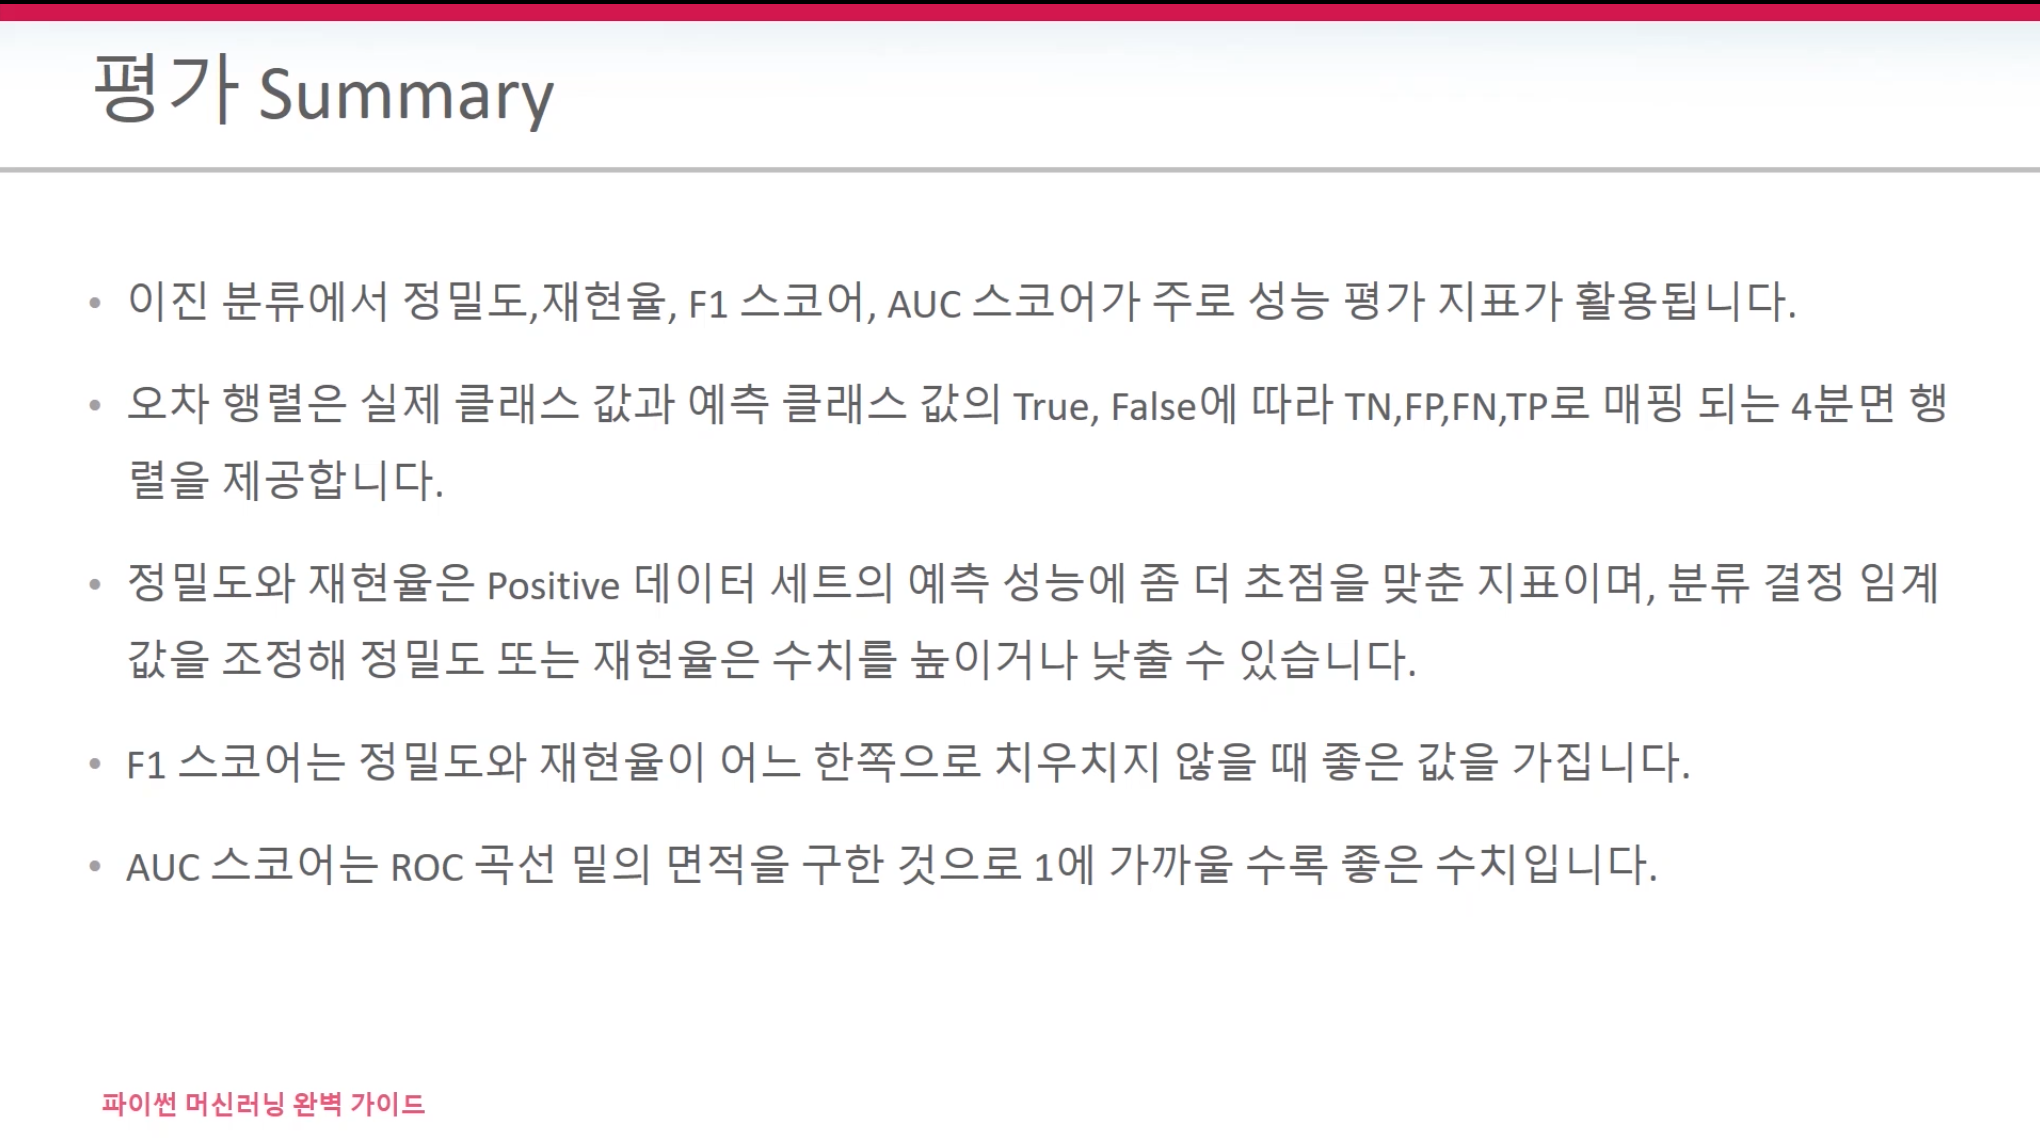 평가 Summary
• 이진 분류에서 정밀도,재현율, F1 스코어, AUC 스코어가 주로 성능 평가 지표가 활용됩니다.
• 오차 행렬은 실제 클래스 값과 예측 클래스 값의 True, False에 따라 TN,FP,FN,TP로 매핑 되는 4분면 행
렬을 제공합니다.
• 정밀도와 재현율은 Positive 데이터 세트의 예측 성능에 좀 더 초점을 맞춘 지표이며, 분류 결정 임계
값을 조정해 정밀도 또는 재현율은 수치를 높이거나 낮출 수 있습니다.
• F1 스코어는 정밀도와 재현율이 어느 한쪽으로 치우치지 않을 때 좋은 값을 가집니다.
• AUC 스코어는 ROC 곡선 밑의 면적을 구한 것으로 1에 가까울 수록 좋은 수치입니다.
파이썬 머신러닝 완벽 가이드